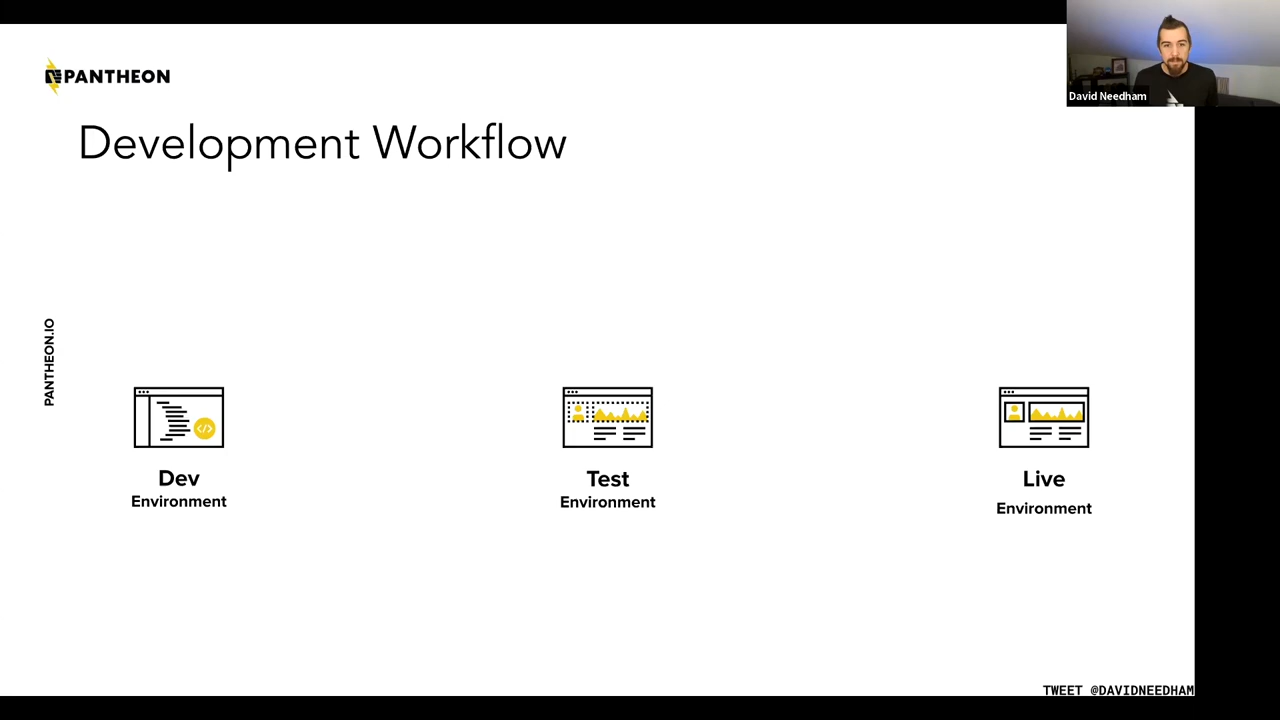 PANTHEON
David Needham
Development Workflow
PANTHEON.IO
Dev
Environment
Test
Environment
Live
Environment
TWEET @DAVIDNEEDHAM